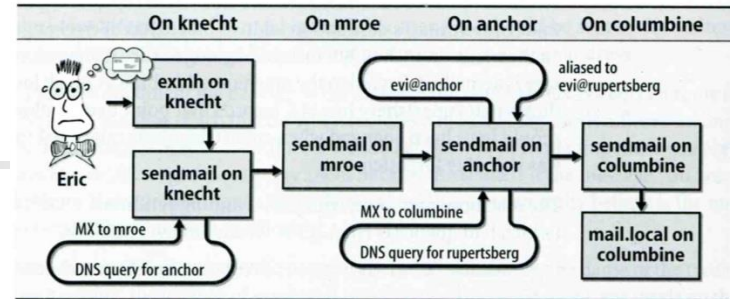 On knecht
On mroe
On anchor
On columbine
exmh on
knecht
evi@anchor
aliased to
evi@rupertsberg
Eric
sendmail on
knecht
sendmail on
mroe
sendmail on
anchor
sendmail on
columbine
MX to mroe
DNS query for anchor
MX to columbine
DNS query for rupertsberg
mail.local on
columbine